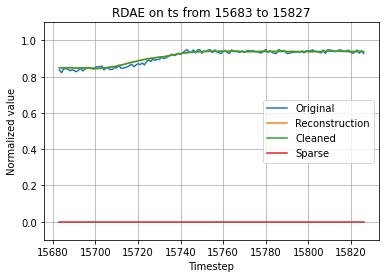 RDAE on ts from 15683 to 15827
Normalized value
1.0
0.8
0.6
0.4
0.2
0.0
Original
Reconstruction
Cleaned
Sparse
15680 15700 15720 15740 15760 15780 15800 15820
Timestep